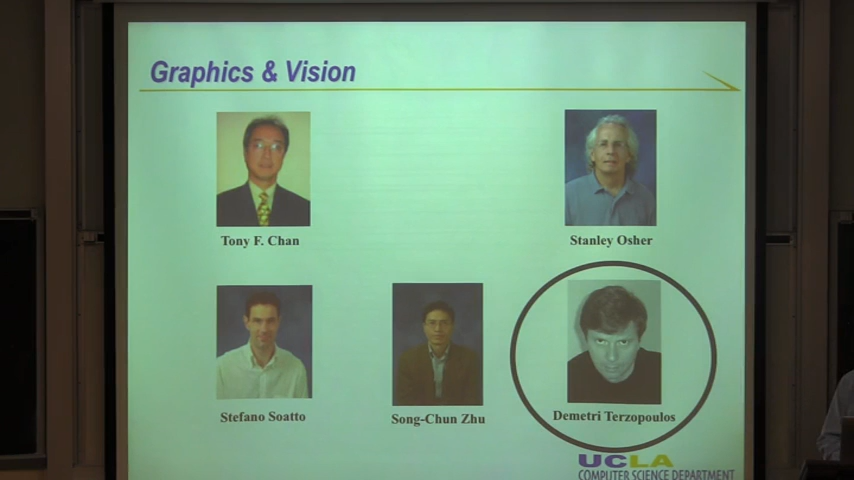 Graphics & Vision
Tony F. Chan
Stanley Osher
Stefano Soatto
Song-Chun Zhu
Demetri Terzopoulos
UCLA
COMPUTER SCIENCE DEPARTMENT